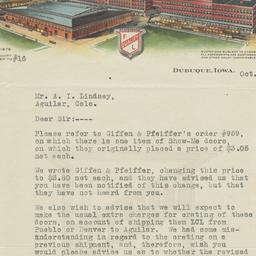 #16
DUBUQUE, IOWA.
Oct.
Mr. A. T. Lindsey,
Aguilar, Colo.
Dear Sir:----
Please refer to Giffen & Pfeiffer's order #959,
on which there is one item of Show-Me doors,
on which they originally placed a price of $3.05
net each.
We wrote Giffen & Pfeiffer, changing this price
to $3.60 net each, and they have advised us that
you have been notified of this change, but that
they have not heard from you.
We also wish to advise that we will expect to
make the usual extra charges for crating of these
doors, on account of shipping them LCL from
Pueblo or Denver to Aguilar. We had some mis-
understanding in regard to the crating on a
previous shipment, and, therefore, wish you
would please advise us as to whether the revised